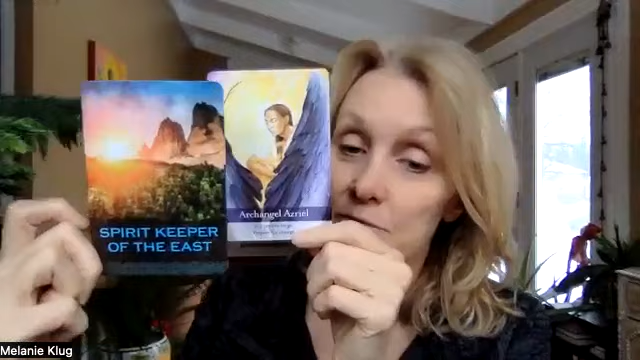 SPIRIT KEEPER
OF THE EAST
Archangel Azriel
Melanie Klug